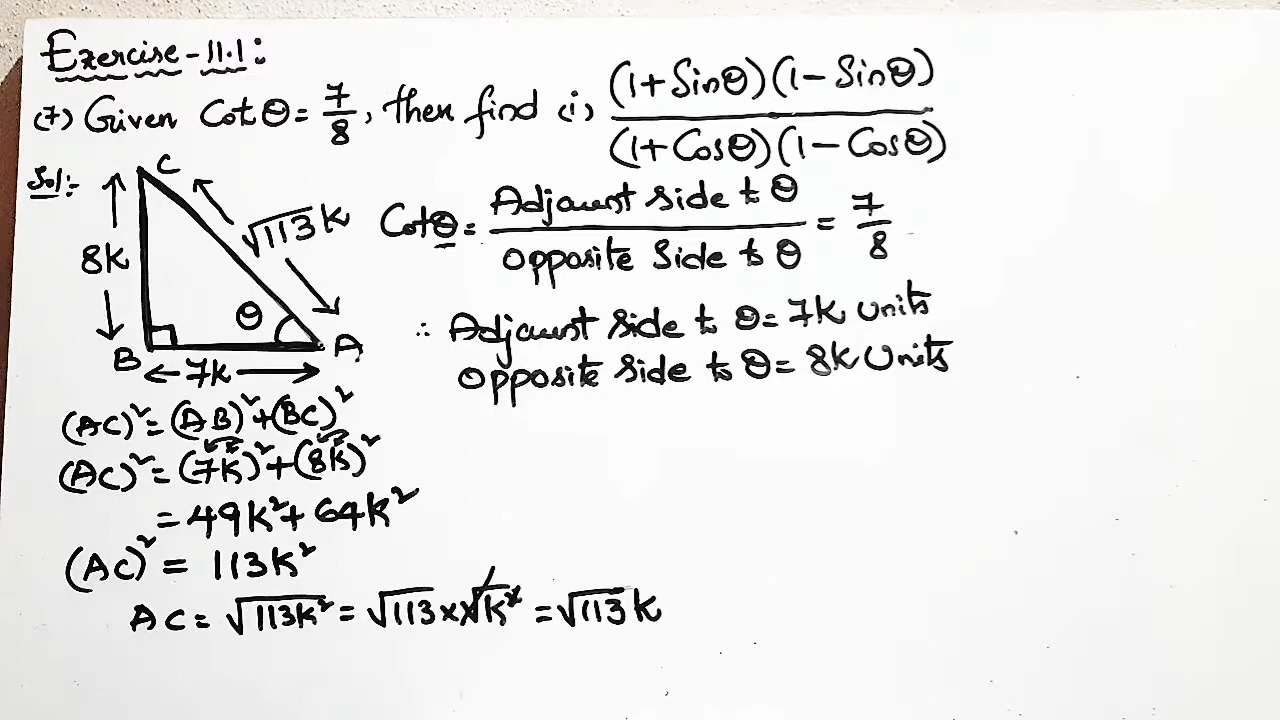 Exercise-11.1:
(7) Given Cotθ = 7/8, then find (i) (1+Sinθ)(1-Sinθ)/(1+Cosθ)(1-Cosθ)
Sol:-
C
8K
√113 K
θ
B
7K
A
Cotθ = Adjacent side to θ / Opposite Side to θ = 7/8
∴ Adjacent side to θ = 7K Units
Opposite side to θ = 8K Units
(AC)² = (AB)² + (BC)²
(AC)² = (7K)² + (8K)²
= 49K² + 64K²
(AC)² = 113K²
AC = √113K² = √113 × √K² = √113 K